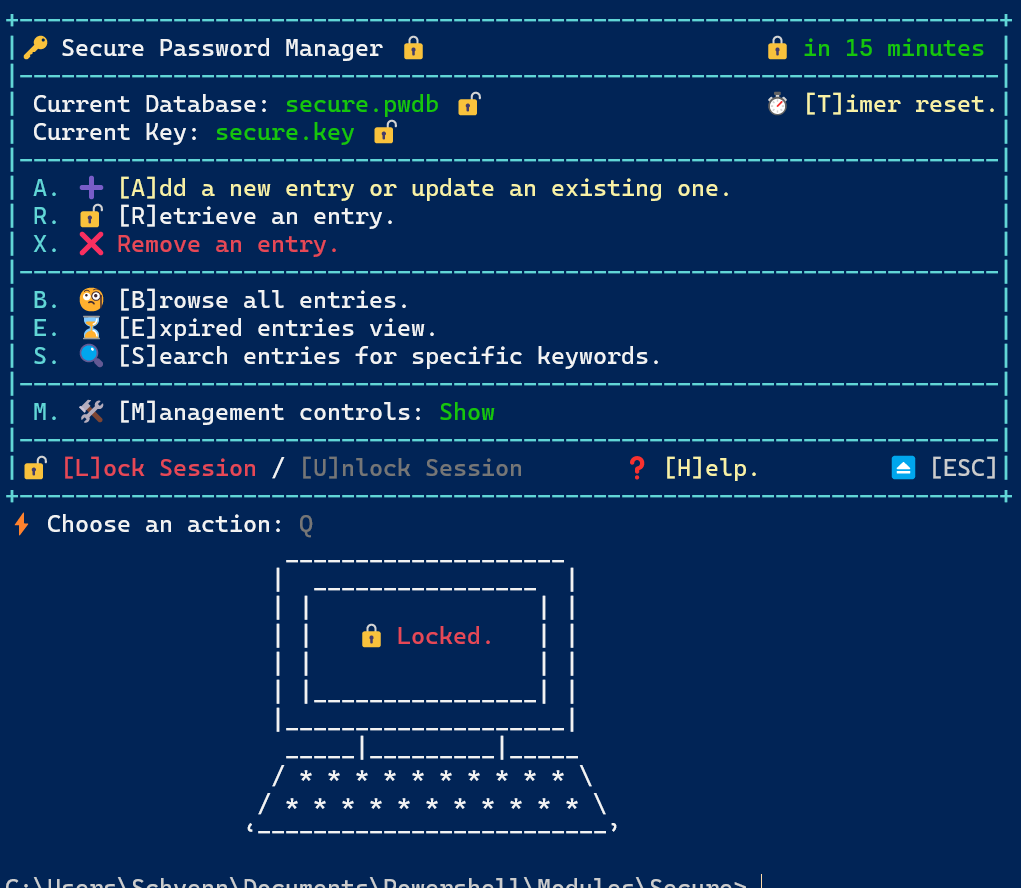 🔑 Secure Password Manager 🔒 🔒 in 15 minutes
Current Database: secure.pwdb 🔓 ⏱️ [T]imer reset.
Current Key: secure.key 🔓
A. ➕ [A]dd a new entry or update an existing one.
R. 🔓 [R]etrieve an entry.
X. ❌ Remove an entry.
B. 🧐 [B]rowse all entries.
E. ⏳ [E]xpired entries view.
S. 🔍 [S]earch entries for specific keywords.
M. 🛠️ [M]anagement controls: Show
🔓 [L]ock Session / [U]nlock Session ❓ [H]elp. ⏏️ [ESC]
⚡ Choose an action: Q
🔒 Locked.
/ * * * * * * * * * * \
/ * * * * * * * * * * * \
C:\Users\Schvenn\Documents\Powershell\Modules\Secure>